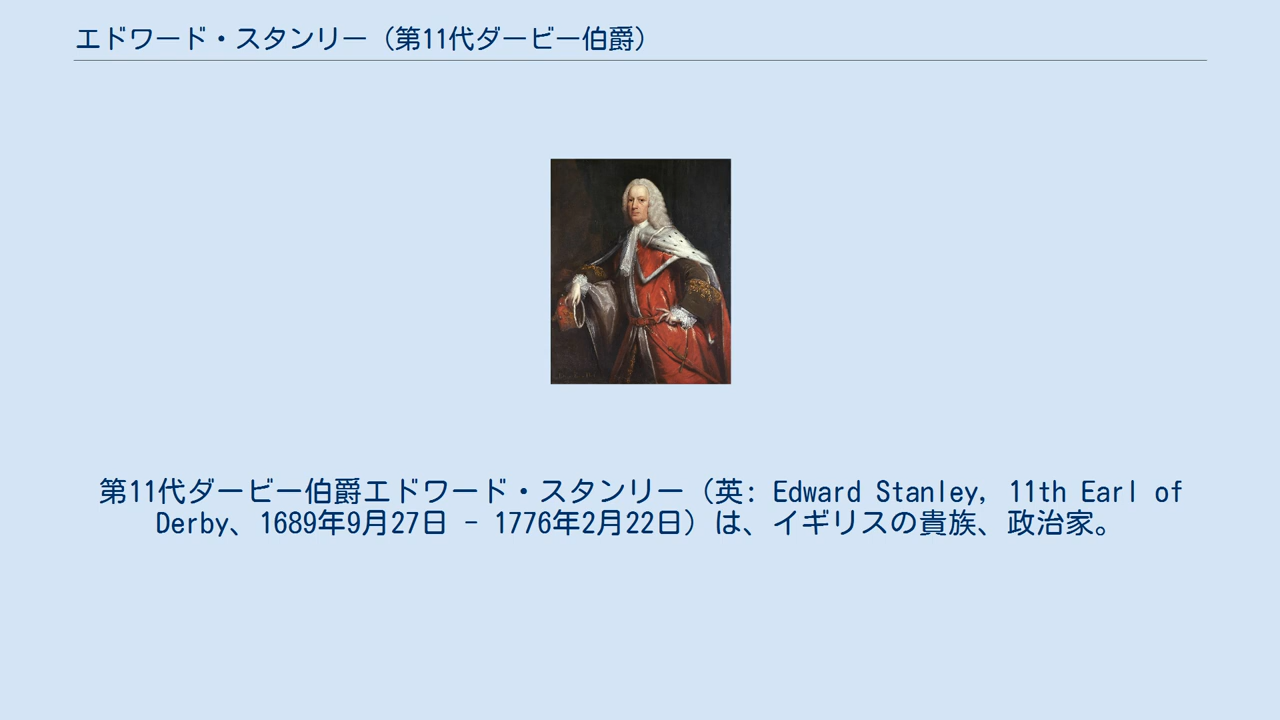 エドワード・スタンリー（第11代ダービー伯爵）
第11代ダービー伯爵エドワード・スタンリー（英: Edward Stanley, 11th Earl of
Derby、1689年9月27日 - 1776年2月22日）は、イギリスの貴族、政治家。